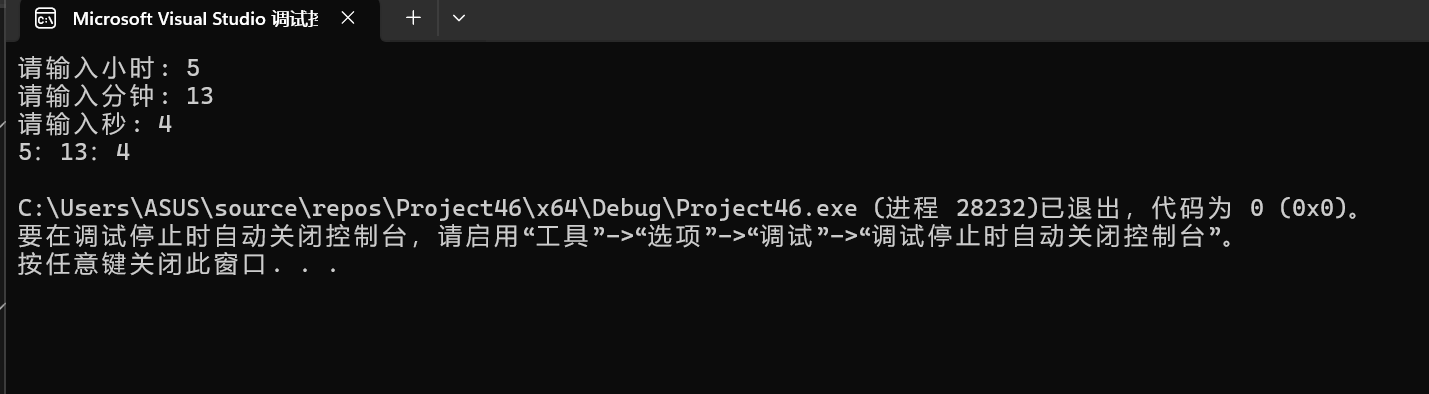 Microsoft Visual Studio 调试
请输入小时: 5
请输入分钟: 13
请输入秒: 4
5: 13: 4
C:\Users\ASUS\source\repos\Project46\x64\Debug\Project46.exe (进程 28232)已退出，代码为 0 (0x0)。
要在调试停止时自动关闭控制台，请启用“工具”->“选项”->“调试”->“调试停止时自动关闭控制台”。
按任意键关闭此窗口. . .